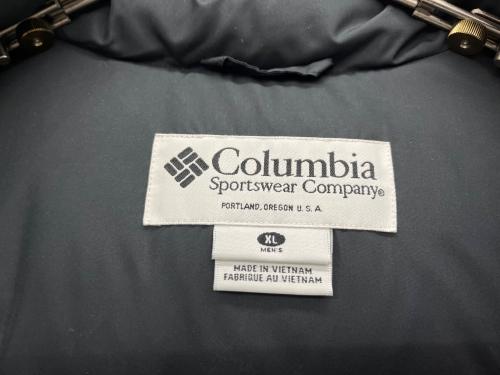 Columbia
Sportswear Company®
PORTLAND, OREGON U.S.A.
XL
MEN'S
MADE IN VIETNAM
FABRIQUE AU VIETNAM